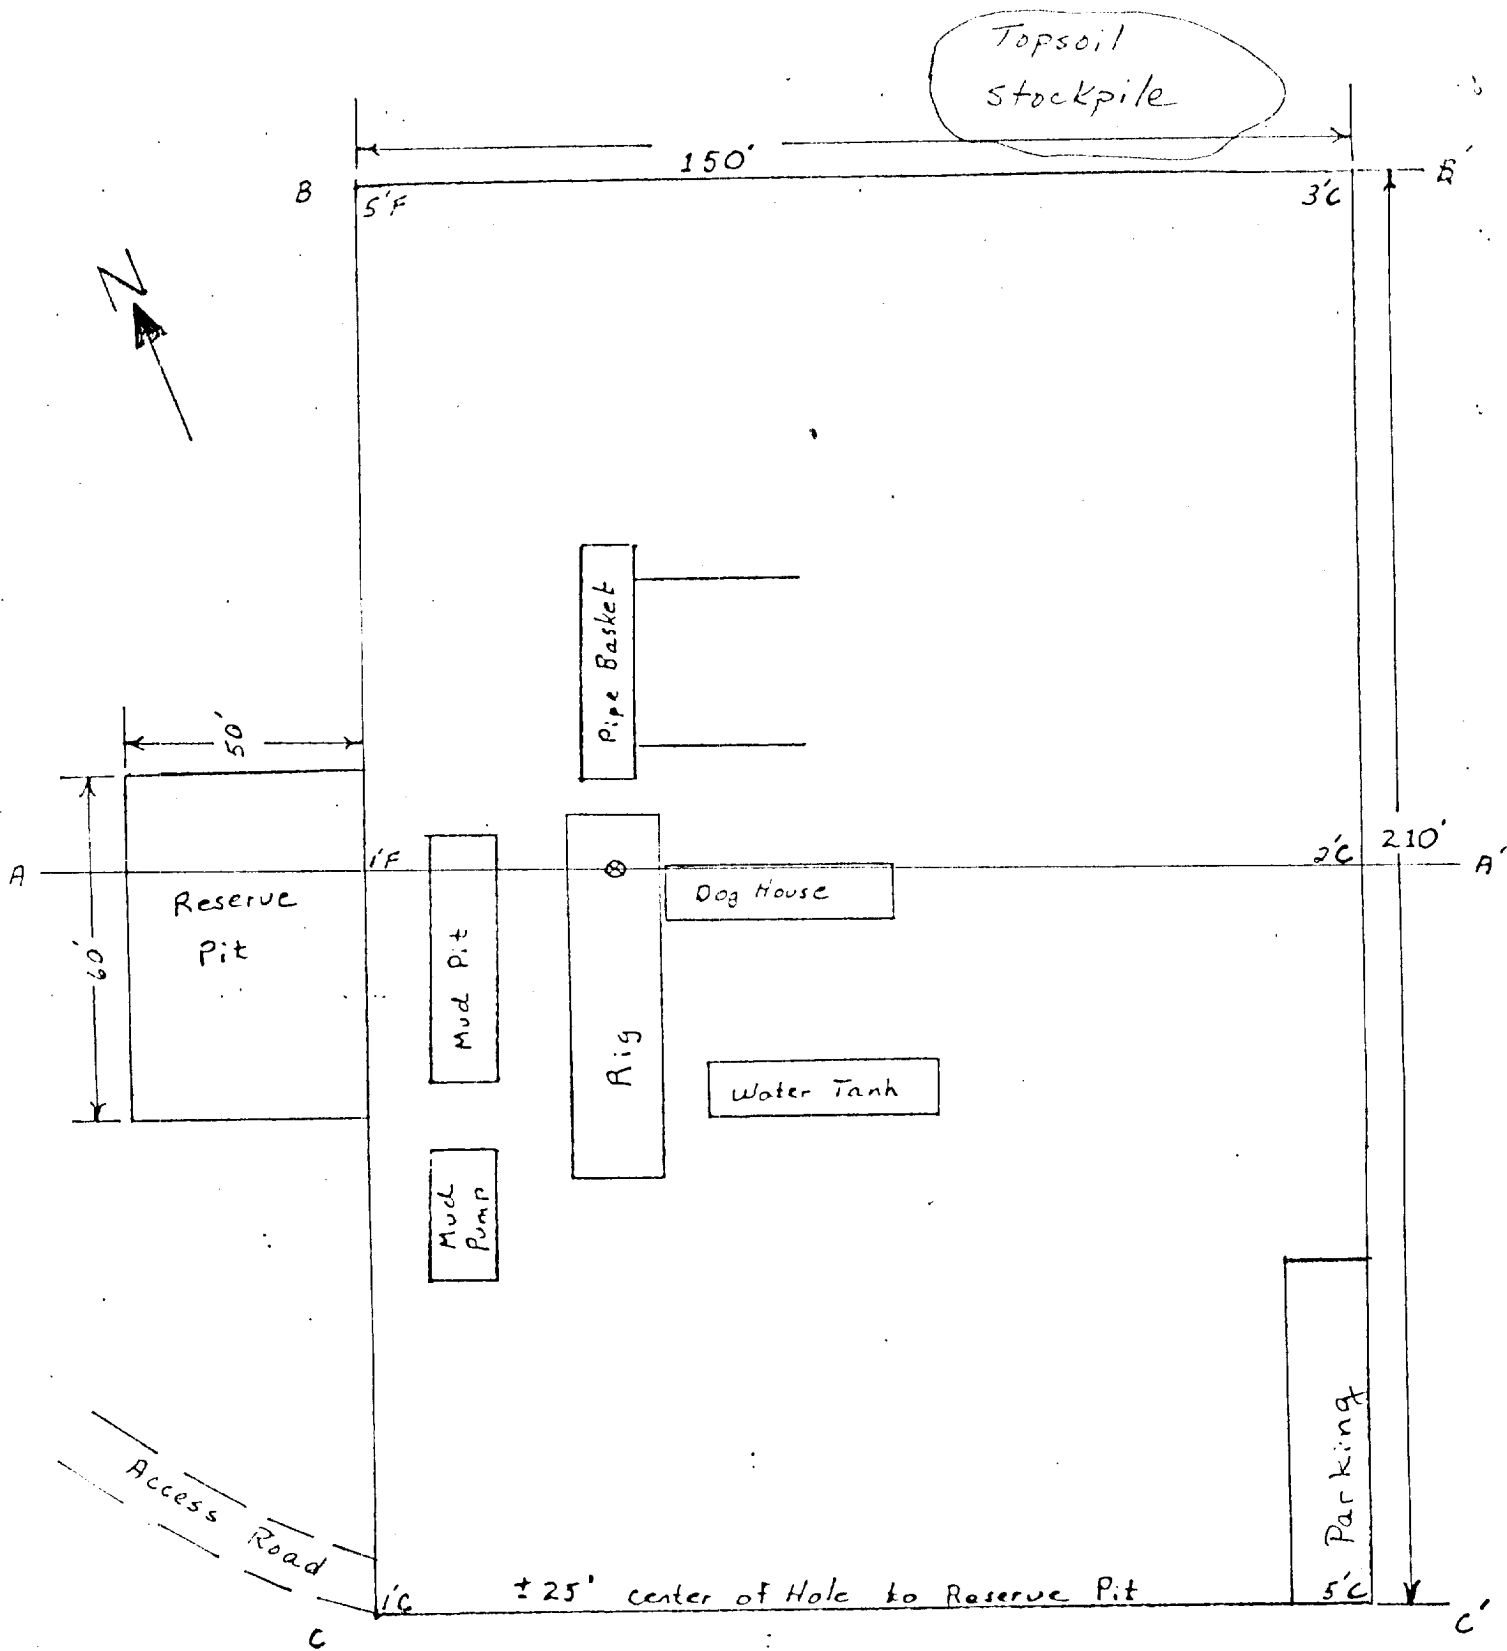 Topsoil
stockpile
150'
B
5'F
3'C
B'
N
Pipe Basket
50'
A
1'F
2'C
210'
A'
Reserve
Pit
60'
Mud Pit
Rig
Dog House
Water Tank
Mud
Pump
Parking
Access
Road
1'C
± 25' center of Hole to Reserve Pit
5'C
C
C'